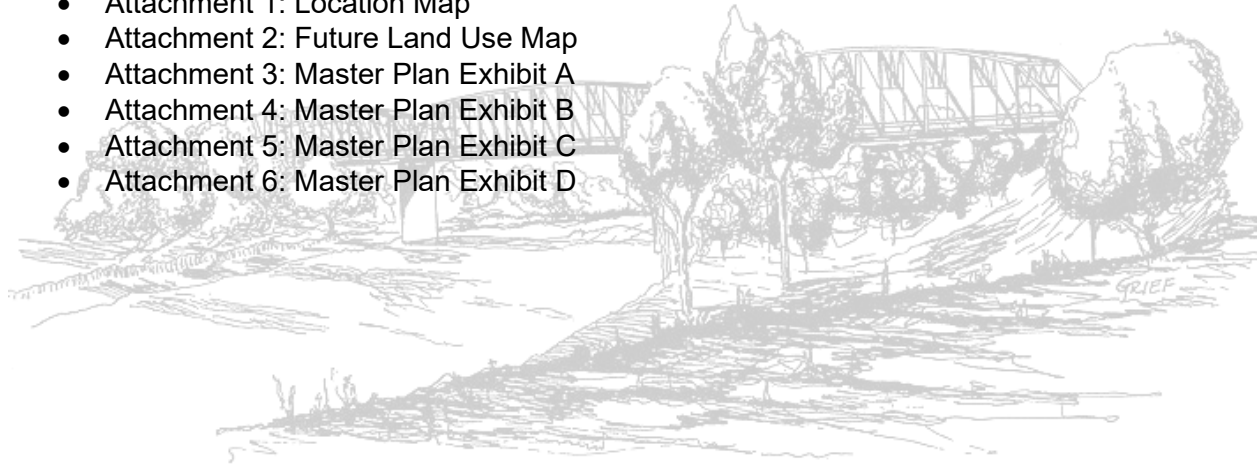 • Attachment 1: Location Map
• Attachment 2: Future Land Use Map
• Attachment 3: Master Plan Exhibit A
• Attachment 4: Master Plan Exhibit B
• Attachment 5: Master Plan Exhibit C
• Attachment 6: Master Plan Exhibit D
GRIEF